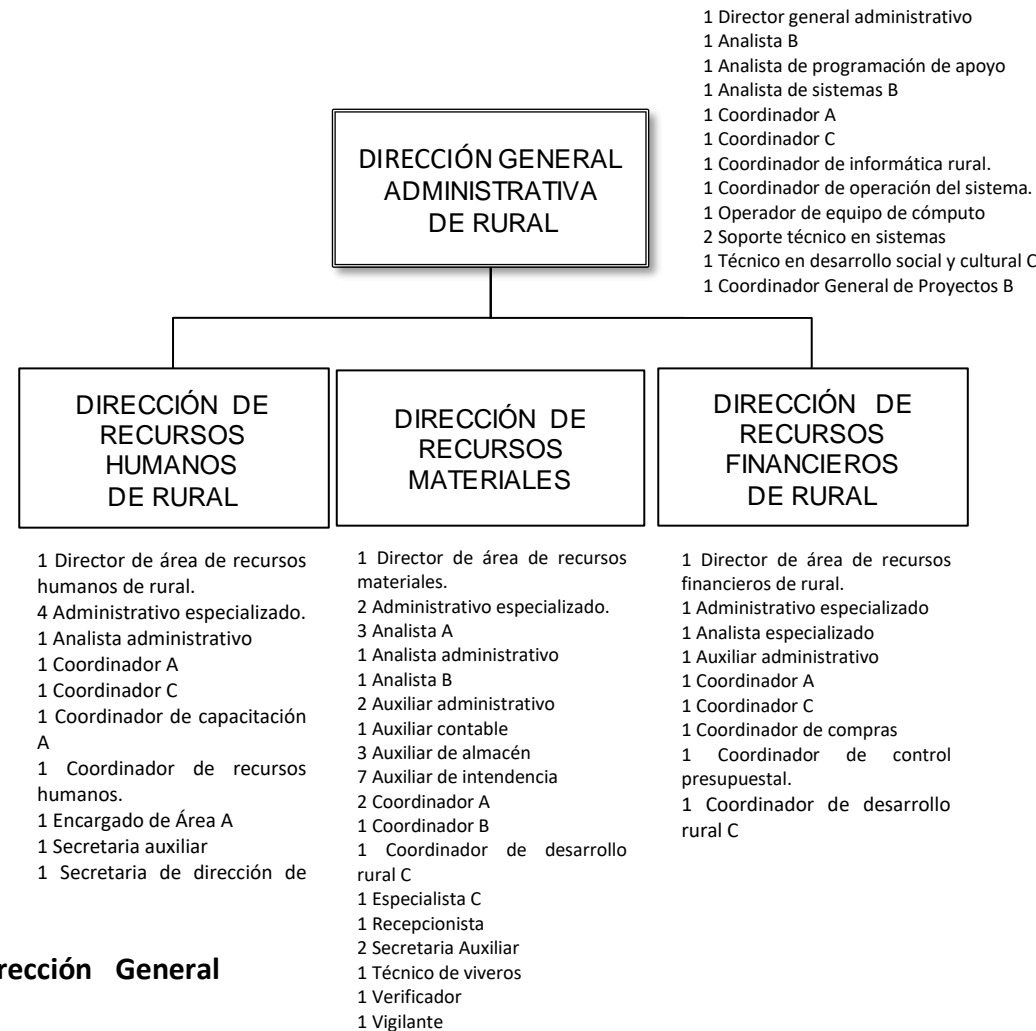 1 Director general administrativo
1 Analista B
1 Analista de programación de apoyo
1 Analista de sistemas B
1 Coordinador A
1 Coordinador C
1 Coordinador de informática rural.
1 Coordinador de operación del sistema.
1 Operador de equipo de cómputo
2 Soporte técnico en sistemas
1 Técnico en desarrollo social y cultural C
1 Coordinador General de Proyectos B
DIRECCIÓN GENERAL
ADMINISTRATIVA
DE RURAL
DIRECCIÓN DE
RECURSOS
HUMANOS
DE RURAL
DIRECCIÓN DE
RECURSOS
MATERIALES
DIRECCIÓN DE
RECURSOS
FINANCIEROS
DE RURAL
1 Director de área de recursos
humanos de rural.
4 Administrativo especializado.
1 Analista administrativo
1 Coordinador A
1 Coordinador C
1 Coordinador de capacitación
A
1 Coordinador de recursos
humanos.
1 Encargado de Área A
1 Secretaria auxiliar
1 Secretaria de dirección de
1 Director de área de recursos
materiales.
2 Administrativo especializado.
3 Analista A
1 Analista administrativo
1 Analista B
2 Auxiliar administrativo
1 Auxiliar contable
3 Auxiliar de almacén
7 Auxiliar de intendencia
2 Coordinador A
1 Coordinador B
1 Coordinador de desarrollo
rural C
1 Especialista C
1 Recepcionista
2 Secretaria Auxiliar
1 Técnico de viveros
1 Verificador
1 Vigilante
1 Director de área de recursos
financieros de rural.
1 Administrativo especializado
1 Analista especializado
1 Auxiliar administrativo
1 Coordinador A
1 Coordinador C
1 Coordinador de compras
1 Coordinador de control
presupuestal.
1 Coordinador de desarrollo
rural C
rección General